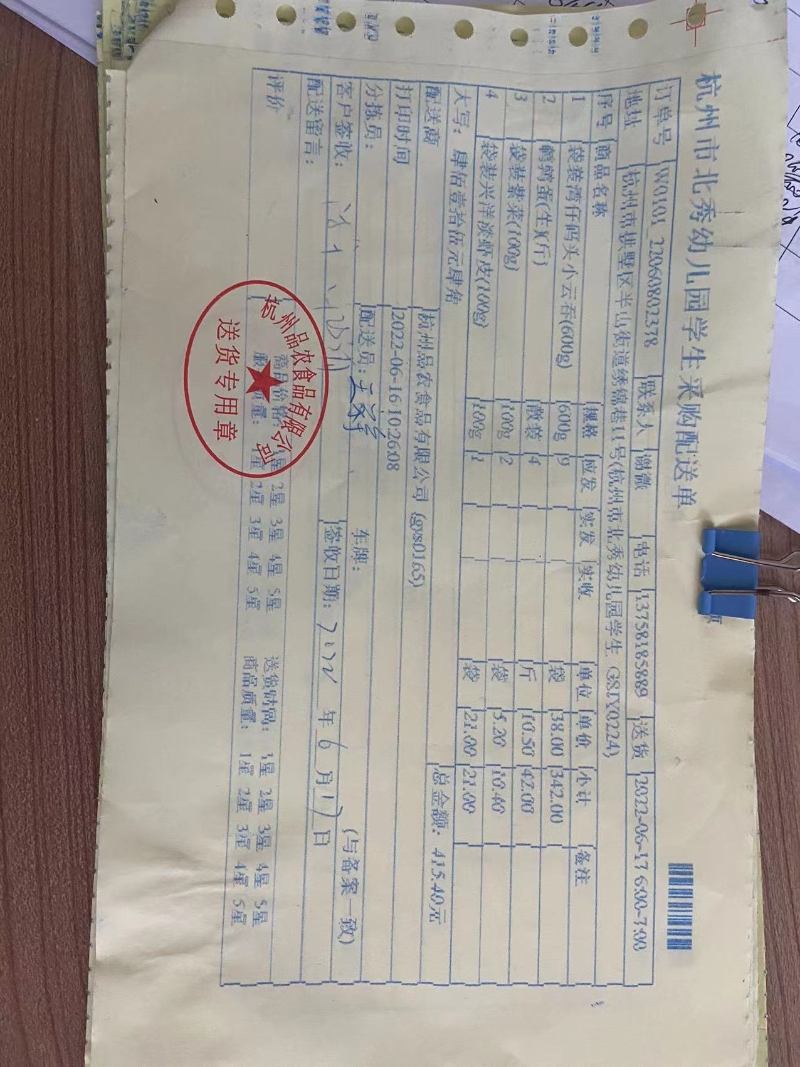 杭州市北秀幼儿园学生采购配送单
订单号 W0101_22060802378 联系人 谢薇 电话 13758185889 送货 2022-06-17 6:00~7:00
地址 杭州市拱墅区半山街道绣锦巷11号(杭州市北秀幼儿园学生 (GSJX0224)
序号 商品名称 规格 应发 实发 实收 单位 单价 小计 备注
1 袋装湾仔码头小云吞(600g) 600g 9 袋 38.00 342.00
2 鹌鹑蛋(生)(斤) 散装 4 斤 10.50 42.00
3 袋装紫菜(100g) 100g 2 袋 5.20 10.40
4 袋装兴洋淡虾皮(100g) 100g 1 袋 21.00 21.00
大写：肆佰壹拾伍元肆角 总金额：415.40元
配送商 杭州品农食品有限公司 (gys0165)
打印时间 2022-06-16 10:26:08
分拣员： 配送员： 车牌： (与备案一致)
客户签收： 签收日期：2022年6月17日
配送留言：
评价 商品价格： 1星 2星 3星 4星 5星 送货时间： 1星 2星 3星 4星 5星
服务质量： 1星 2星 3星 4星 5星 商品质量： 1星 2星 3星 4星 5星
杭州品农食品有限公司
送货专用章